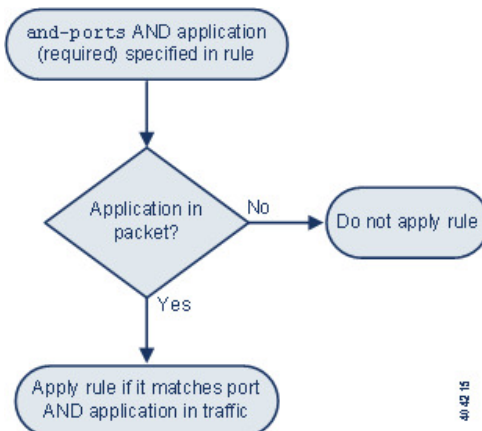 and-ports AND application
(required) specified in rule
Application in
packet?
No
Do not apply rule
Yes
Apply rule if it matches port
AND application in traffic
404215